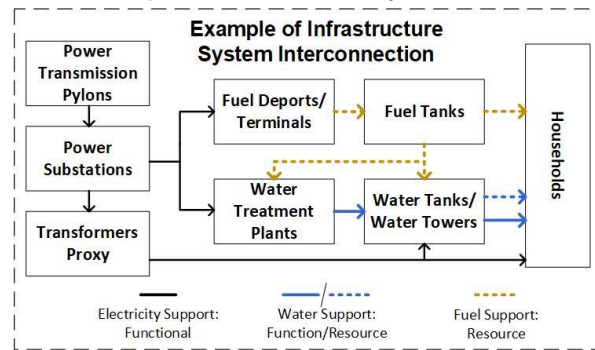 Example of Infrastructure
System Interconnection
Power
Transmission
Pylons
Fuel Deports/
Terminals
Fuel Tanks
Households
Power
Substations
Water
Treatment
Plants
Water Tanks/
Water Towers
Transformers
Proxy
Electricity Support:
Functional
Water Support:
Function/Resource
Fuel Support:
Resource